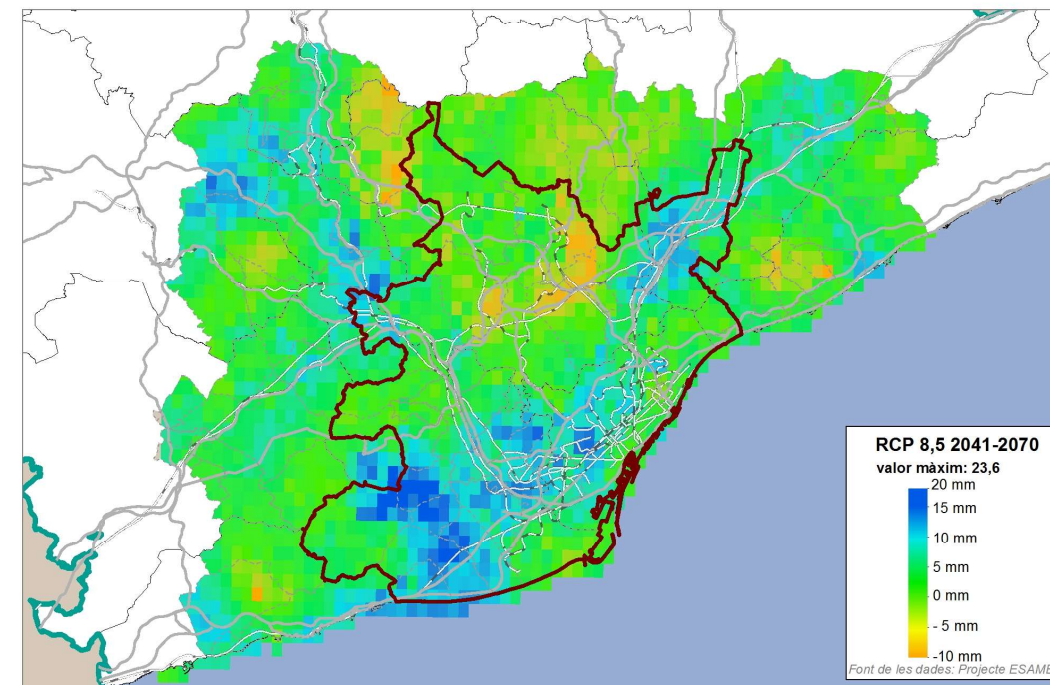 RCP 8,5 2041-2070
valor màxim: 23,6
20 mm
15 mm
10 mm
5 mm
0 mm
- 5 mm
-10 mm
Font de les dades: Projecte ESAMB